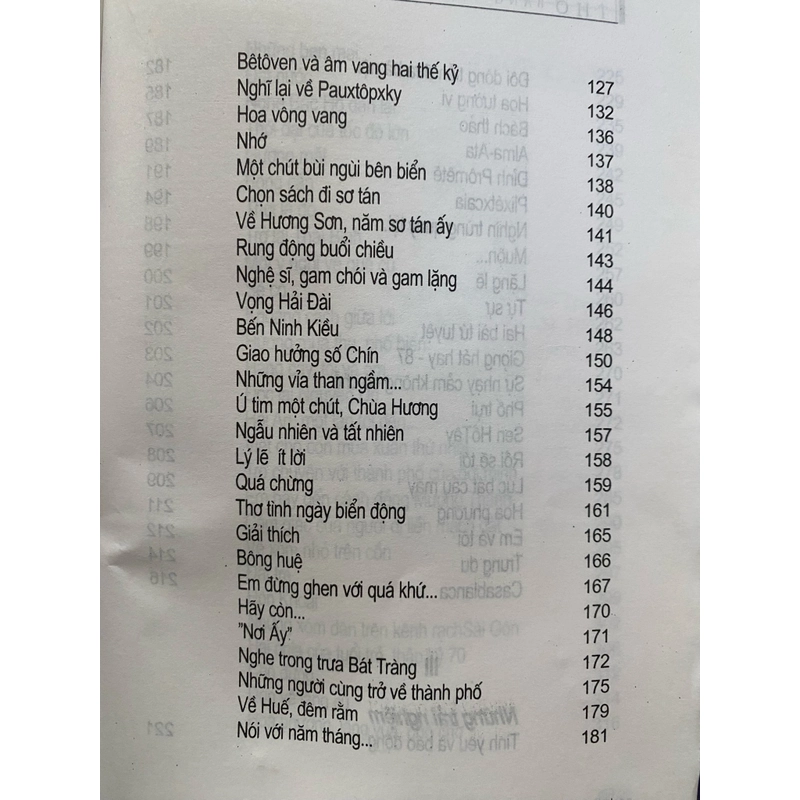 Bêtôven và âm vang hai thế kỷ 127
Nghĩ lại về Pauxtôpxky 132
Hoa vông vang 136
Nhớ 137
Một chút bùi ngùi bên biển 138
Chọn sách đi sơ tán 140
Về Hương Sơn, năm sơ tán ấy 141
Rung động buổi chiều 143
Nghệ sĩ, gam chói và gam lặng 144
Vọng Hải Đài 146
Bến Ninh Kiều 148
Giao hưởng số Chín 150
Những vỉa than ngầm... 154
Ú tim một chút, Chùa Hương 155
Ngẫu nhiên và tất nhiên 157
Lý lẽ ít lời 158
Quá chừng 159
Thơ tình ngày biển động 161
Giải thích 165
Bông huệ 166
Em đừng ghen với quá khứ... 167
Hãy còn... 170
"Nơi Ấy" 171
Nghe trong trưa Bát Tràng 172
Những người cùng trở về thành phố 175
Về Huế, đêm rằm 179
Nói với năm tháng... 181